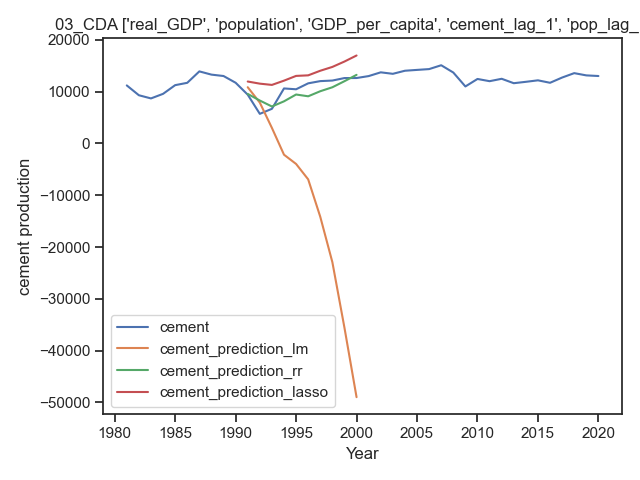 03_CDA ['real_GDP', 'population', 'GDP_per_capita', 'cement_lag_1', 'pop_lag_
20000
10000
0
−10000
−20000
−30000
−40000
−50000
cement production
cement
cement_prediction_lm
cement_prediction_rr
cement_prediction_lasso
1980 1985 1990 1995 2000 2005 2010 2015 2020
Year